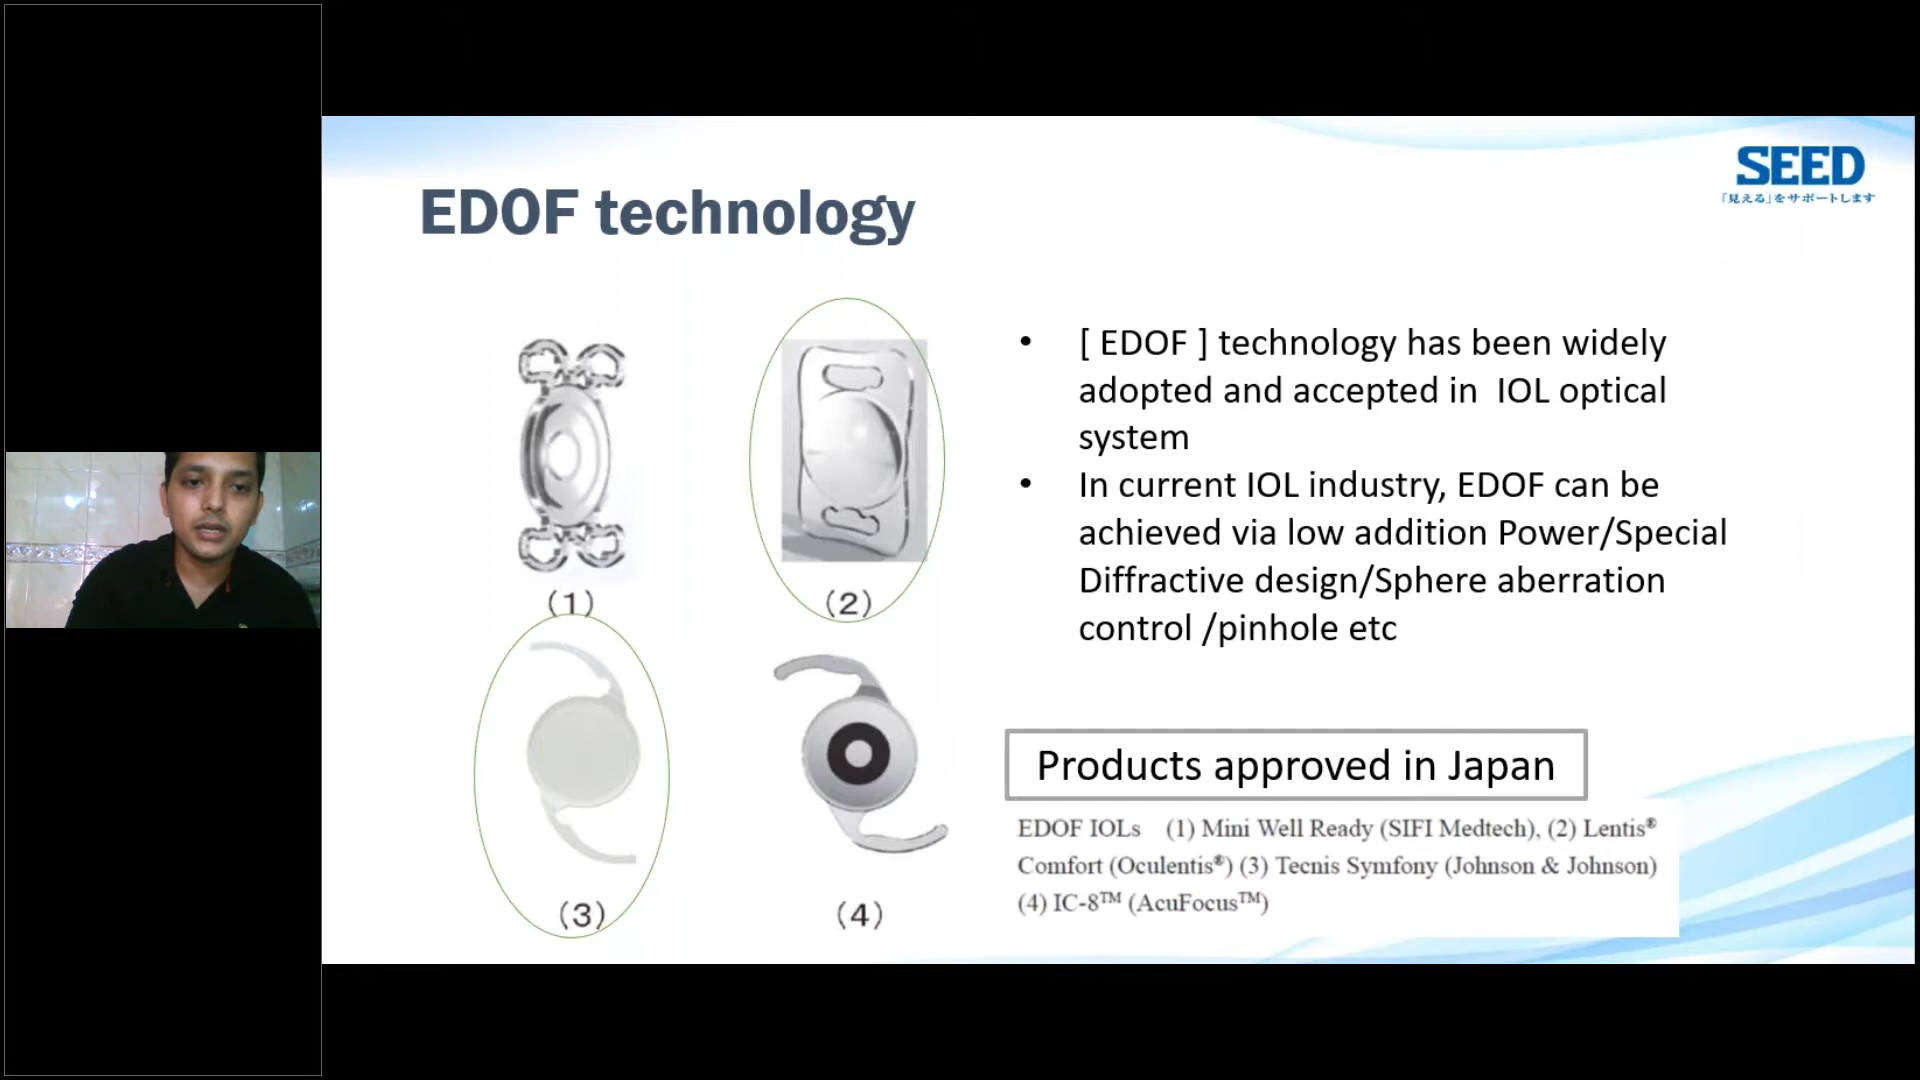 SEED
「見える」をサポートします
EDOF technology
(1)
(2)
(3)
(4)
• [ EDOF ] technology has been widely
adopted and accepted in IOL optical
system
• In current IOL industry, EDOF can be
achieved via low addition Power/Special
Diffractive design/Sphere aberration
control /pinhole etc
Products approved in Japan
EDOF IOLs (1) Mini Well Ready (SIFI Medtech), (2) Lentis®
Comfort (Oculentis®) (3) Tecnis Symfony (Johnson & Johnson)
(4) IC-8™ (AcuFocus™)